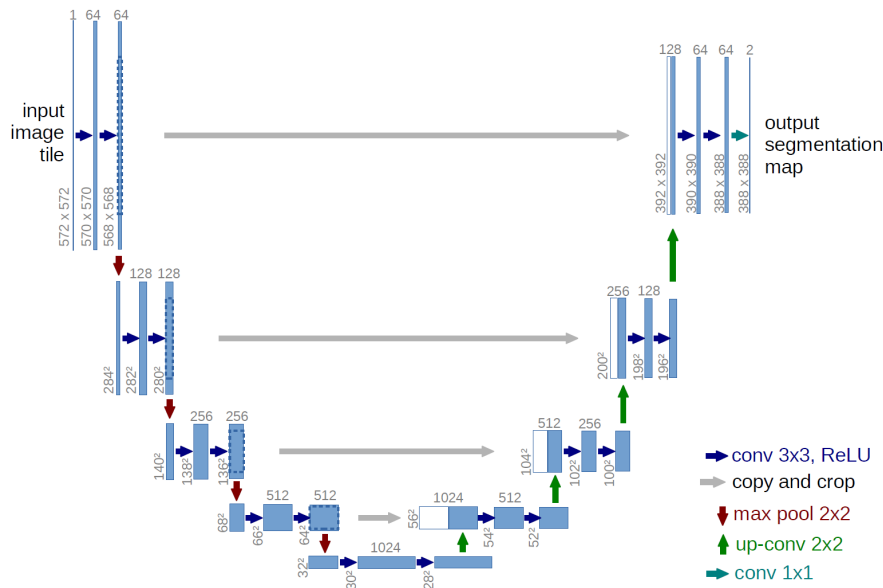 1 64 64
128 64 64 2
input
image
tile
output
segmentation
map
572 x 572
570 x 570
568 x 568
392 x 392
390 x 390
388 x 388
388 x 388
128 128
256 128
284²
282²
280²
200²
198²
196²
256 256
512 256
140²
138²
136²
104²
102²
100²
512 512
1024 512
68²
66²
64²
56²
54²
52²
1024
32²
30²
28²
conv 3x3, ReLU
copy and crop
max pool 2x2
up-conv 2x2
conv 1x1